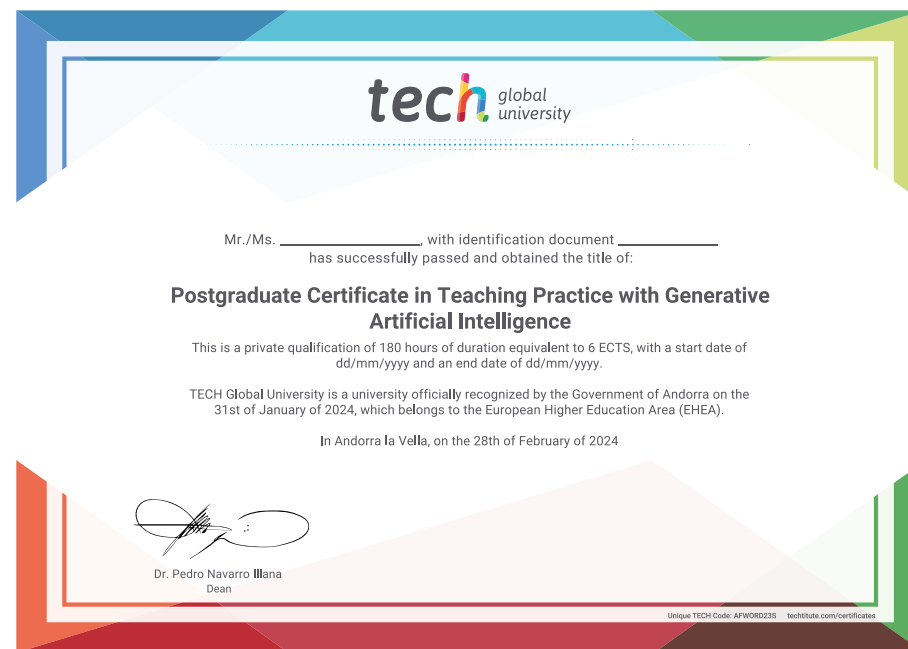 tech global
university
Mr./Ms. ____________, with identification document ____________
has successfully passed and obtained the title of:
Postgraduate Certificate in Teaching Practice with Generative
Artificial Intelligence
This is a private qualification of 180 hours of duration equivalent to 6 ECTS, with a start date of
dd/mm/yyyy and an end date of dd/mm/yyyy.
TECH Global University is a university officially recognized by the Government of Andorra on the
31st of January of 2024, which belongs to the European Higher Education Area (EHEA).
In Andorra la Vella, on the 28th of February of 2024
Dr. Pedro Navarro Illana
Dean
Unique TECH Code: AFWORD23S techtitute.com/certificates